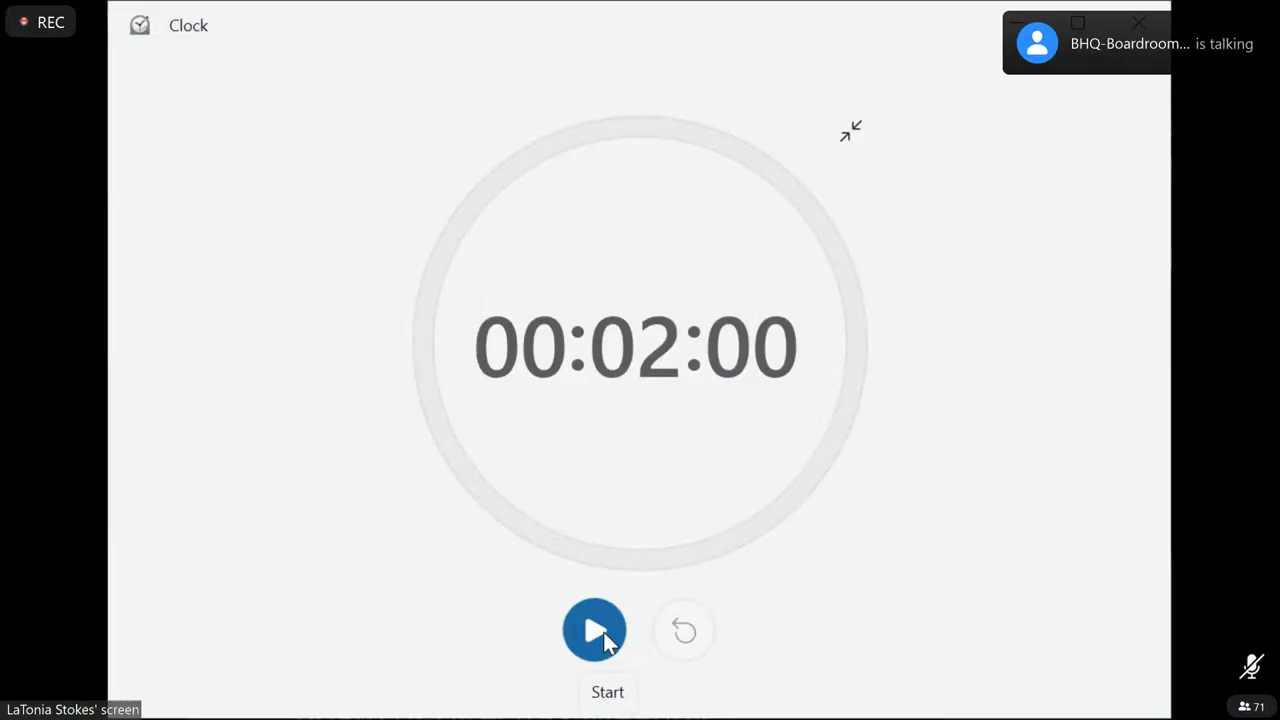 REC
Clock
BHQ-Boardroom... is talking
00:02:00
Start
LaTonia Stokes' screen
71